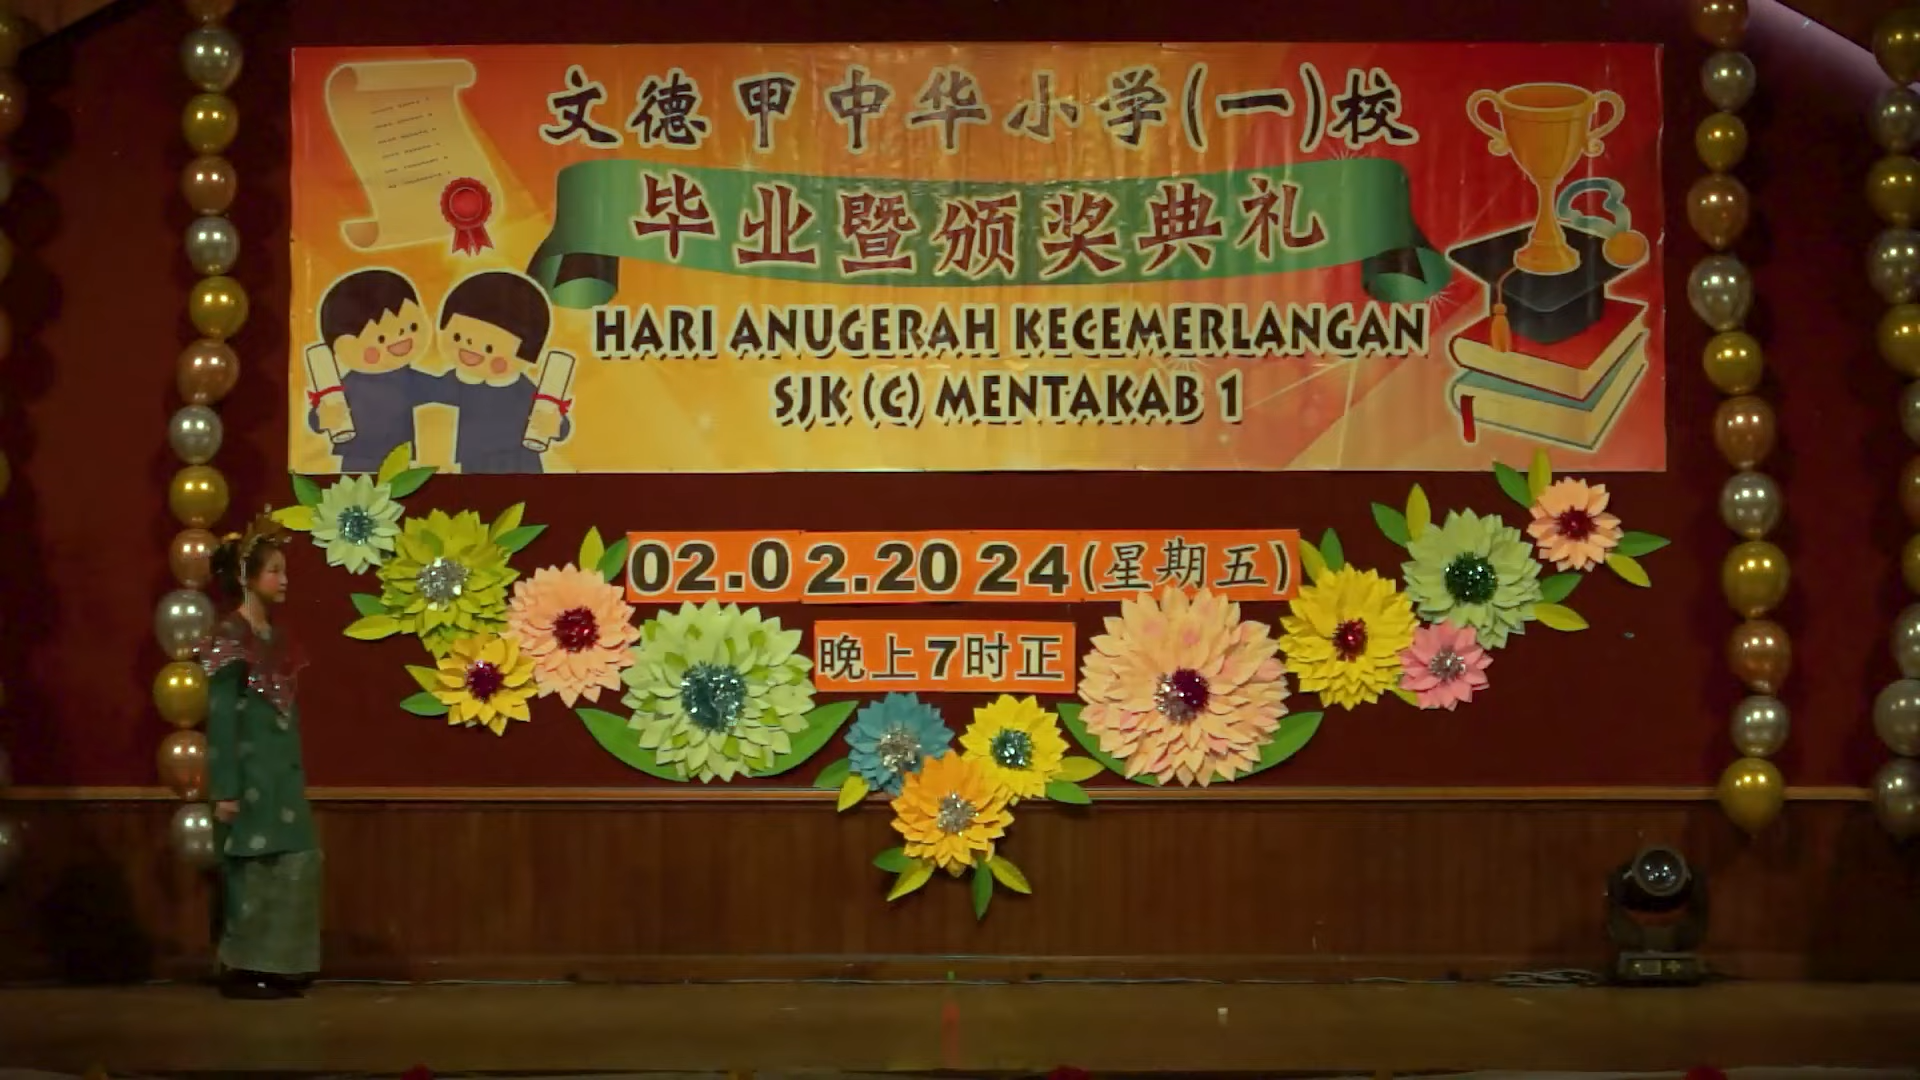 文德甲中华小学(一)校
毕业暨颁奖典礼
HARI ANUGERAH KECEMERLANGAN
SJK (C) MENTAKAB 1
02.02.2024(星期五)
晚上7时正